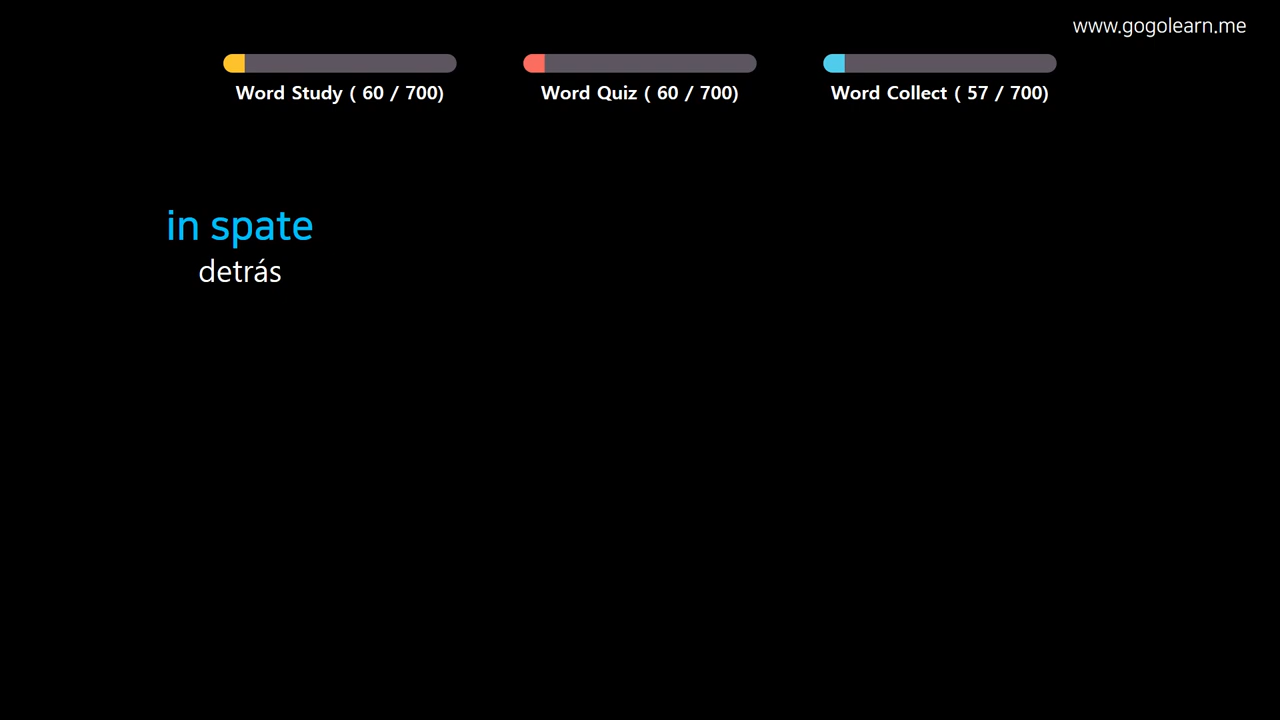 www.gogolearn.me
Word Study ( 60 / 700)
Word Quiz ( 60 / 700)
Word Collect ( 57 / 700)
in spate
detrás